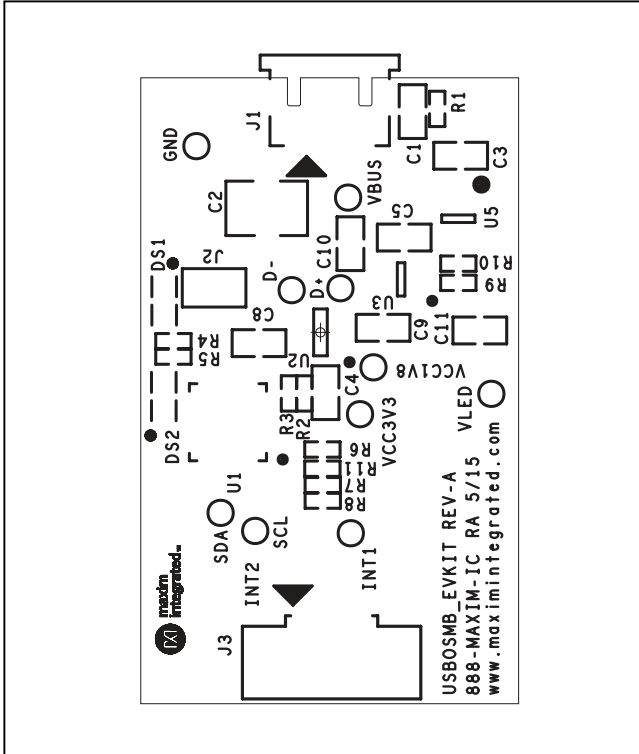 J1
R1
C1
C3
GND
VBUS
C2
C5
U5
C10
DS1
J2
D-
D+
R10
R9
U3
C8
C9
C11
R4
R5
U2
C4
VCC1V8
VLED
R3
R2
VCC3V3
DS2
R6
R11
R7
R8
U1
SDA
SCL
INT2
INT1
maxim
integrated™
J3
USBOSMB_EVKIT REV-A
888-MAXIM-IC RA 5/15
www.maximintegrated.com